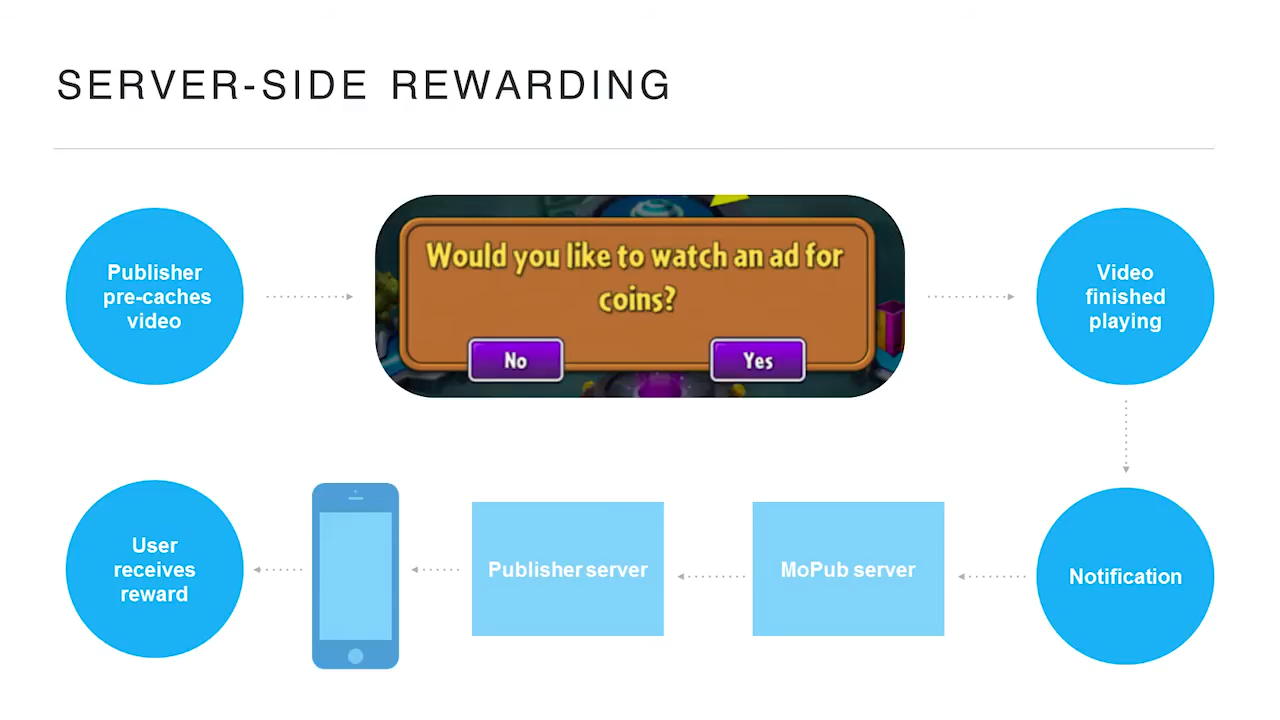 SERVER-SIDE REWARDING
Publisher
pre-caches
video
Would you like to watch an ad for
coins?
No
Yes
Video
finished
playing
User
receives
reward
Publisher server
MoPub server
Notification